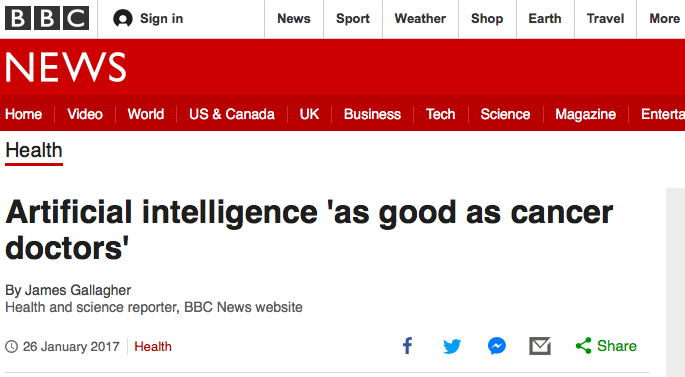 BBC Sign in News Sport Weather Shop Earth Travel More
NEWS
Home Video World US & Canada UK Business Tech Science Magazine Enterta
Health
Artificial intelligence 'as good as cancer
doctors'
By James Gallagher
Health and science reporter, BBC News website
26 January 2017 Health Share